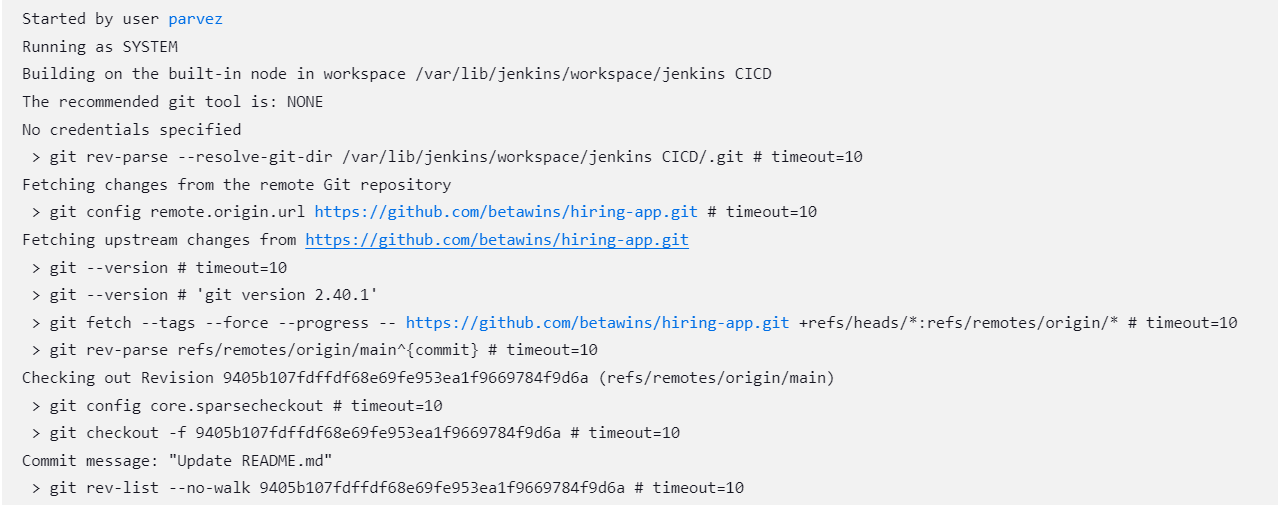 Started by user parvez
Running as SYSTEM
Building on the built-in node in workspace /var/lib/jenkins/workspace/jenkins CICD
The recommended git tool is: NONE
No credentials specified
> git rev-parse --resolve-git-dir /var/lib/jenkins/workspace/jenkins CICD/.git # timeout=10
Fetching changes from the remote Git repository
> git config remote.origin.url https://github.com/betawins/hiring-app.git # timeout=10
Fetching upstream changes from https://github.com/betawins/hiring-app.git
> git --version # timeout=10
> git --version # 'git version 2.40.1'
> git fetch --tags --force --progress -- https://github.com/betawins/hiring-app.git +refs/heads/*:refs/remotes/origin/* # timeout=10
> git rev-parse refs/remotes/origin/main^{commit} # timeout=10
Checking out Revision 9405b107fdffdf68e69fe953ea1f9669784f9d6a (refs/remotes/origin/main)
> git config core.sparsecheckout # timeout=10
> git checkout -f 9405b107fdffdf68e69fe953ea1f9669784f9d6a # timeout=10
Commit message: "Update README.md"
> git rev-list --no-walk 9405b107fdffdf68e69fe953ea1f9669784f9d6a # timeout=10